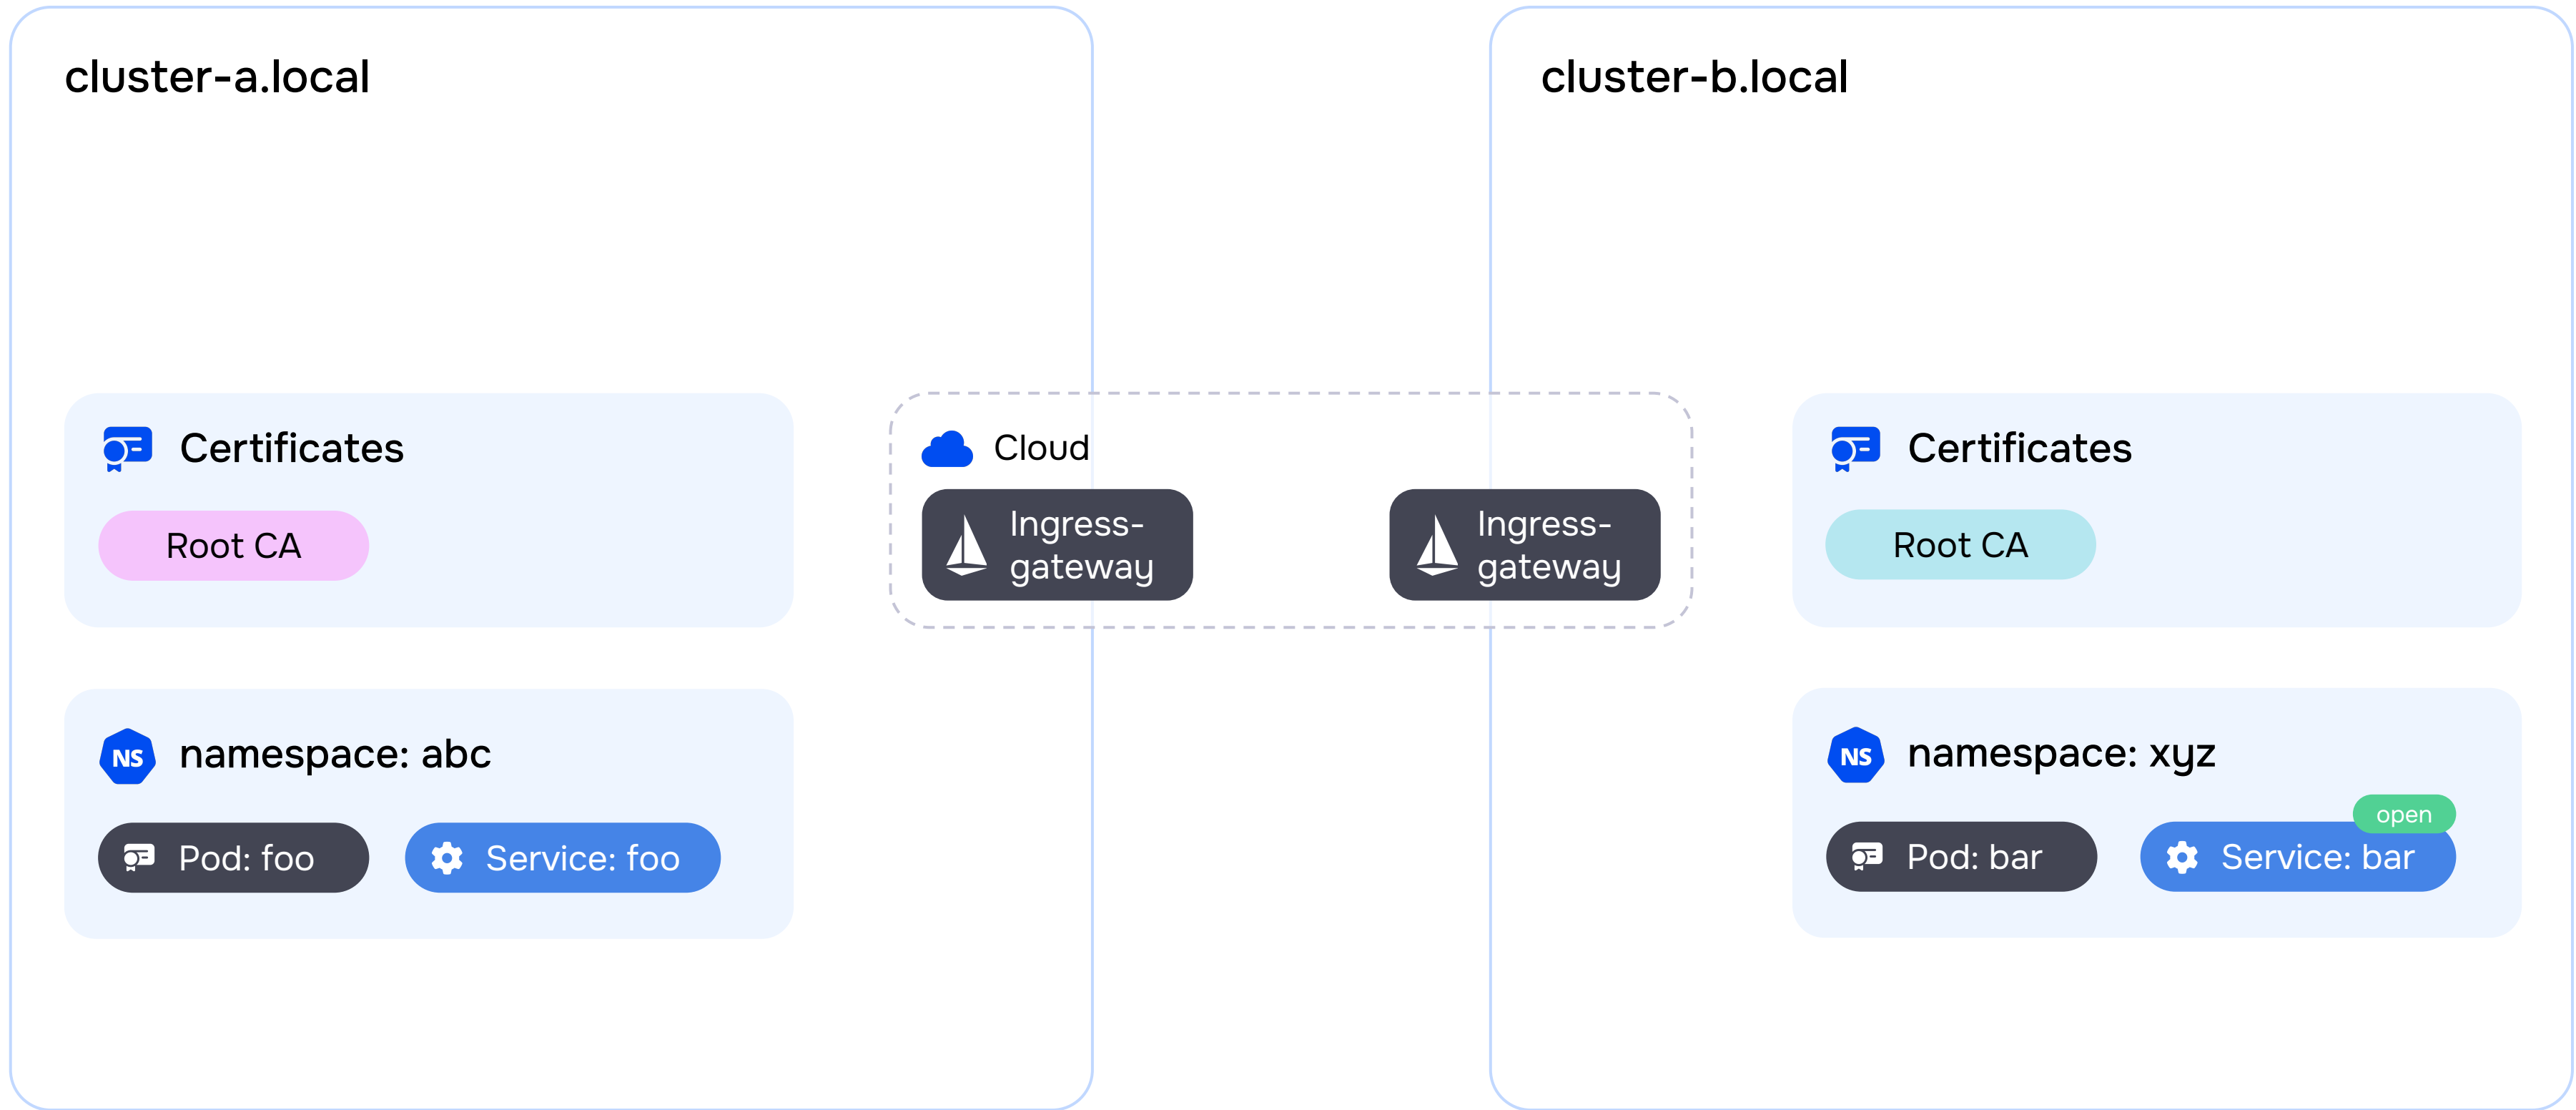 cluster-a.local
Certificates
Root CA
NS namespace: abc
Pod: foo
Service: foo
Cloud
Ingress-
gateway
Ingress-
gateway
cluster-b.local
Certificates
Root CA
NS namespace: xyz
open
Pod: bar
Service: bar